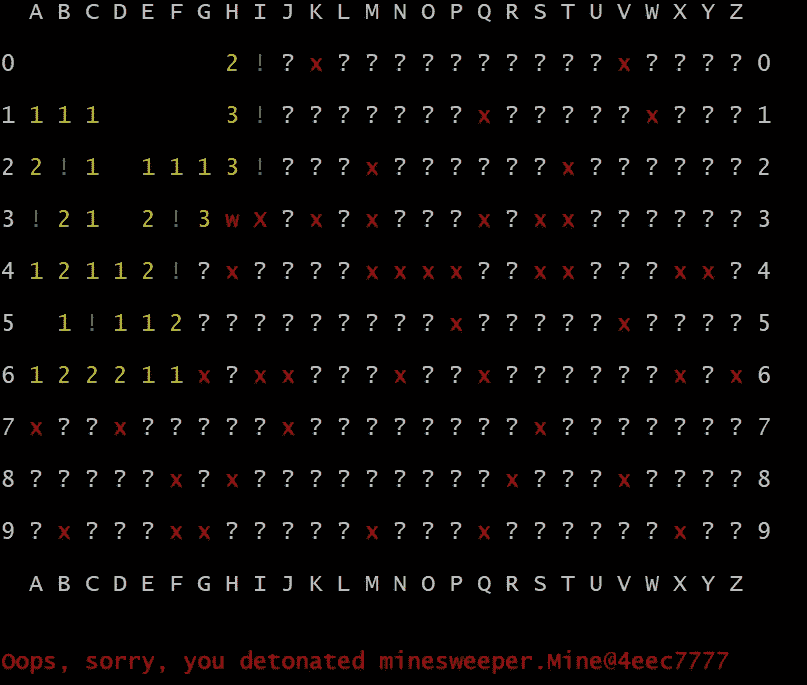 A B C D E F G H I J K L M N O P Q R S T U V W X Y Z
0               2 ! ? x ? ? ? ? ? ? ? ? ? ? x ? ? ? ? 0
1 1 1 1         3 ! ? ? ? ? ? ? ? x ? ? ? ? ? x ? ? ? 1
2 2 ! 1   1 1 1 3 ! ? ? ? x ? ? ? ? ? ? x ? ? ? ? ? ? 2
3 ! 2 1   2 ! 3 w X ? x ? x ? ? ? x ? x x ? ? ? ? ? ? 3
4 1 2 1 1 2 ! ? x ? ? ? ? x x x x ? ? x x ? ? ? x x ? 4
5   1 ! 1 1 2 ? ? ? ? ? ? ? ? ? x ? ? ? ? ? x ? ? ? ? 5
6 1 2 2 2 1 1 x ? x x ? ? ? x ? ? x ? ? ? ? ? ? x ? x 6
7 x ? ? x ? ? ? ? ? x ? ? ? ? ? ? ? ? x ? ? ? ? ? ? ? 7
8 ? ? ? ? ? x ? x ? ? ? ? ? ? ? ? ? x ? ? ? x ? ? ? ? 8
9 ? x ? ? ? x x ? ? ? ? ? x ? ? ? x ? ? ? ? ? ? x ? ? 9
A B C D E F G H I J K L M N O P Q R S T U V W X Y Z
Oops, sorry, you detonated minesweeper.Mine@4eec7777